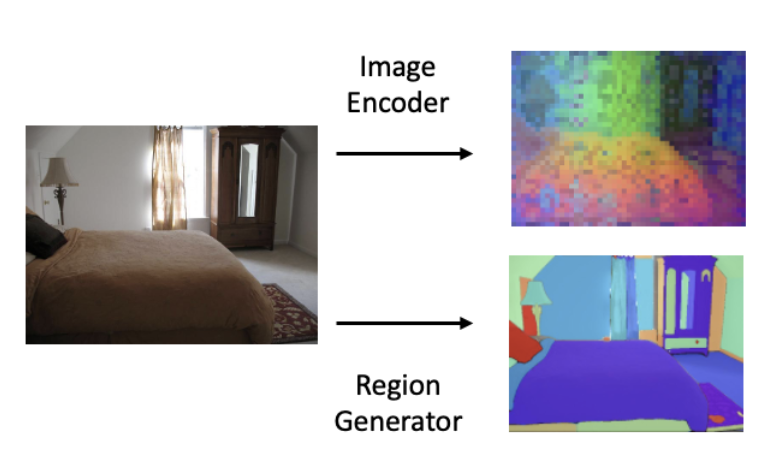 Image
Encoder
Region
Generator